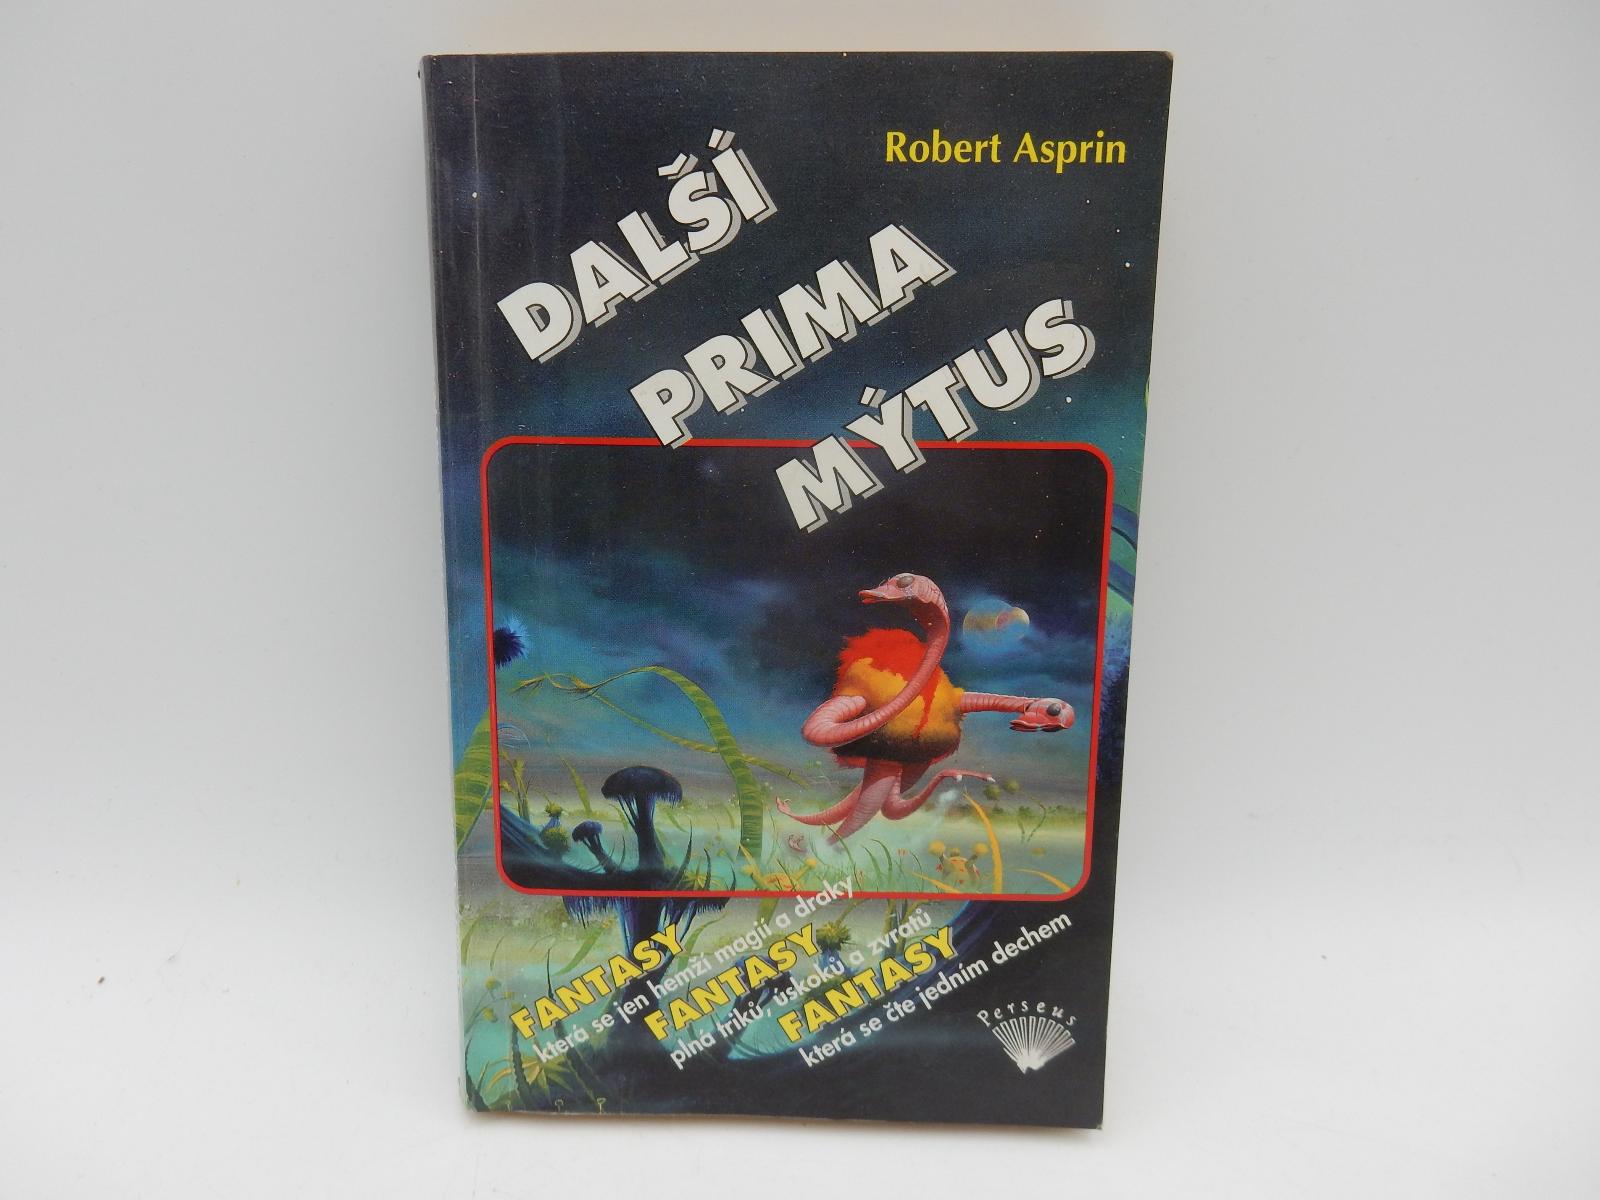 Robert Asprin
DALŠÍ
PRIMA
MÝTUS
FANTASY
která se jen hemží magií a draky
FANTASY
plná triků, úskoků a zvratů
FANTASY
která se čte jedním dechem
Perseus